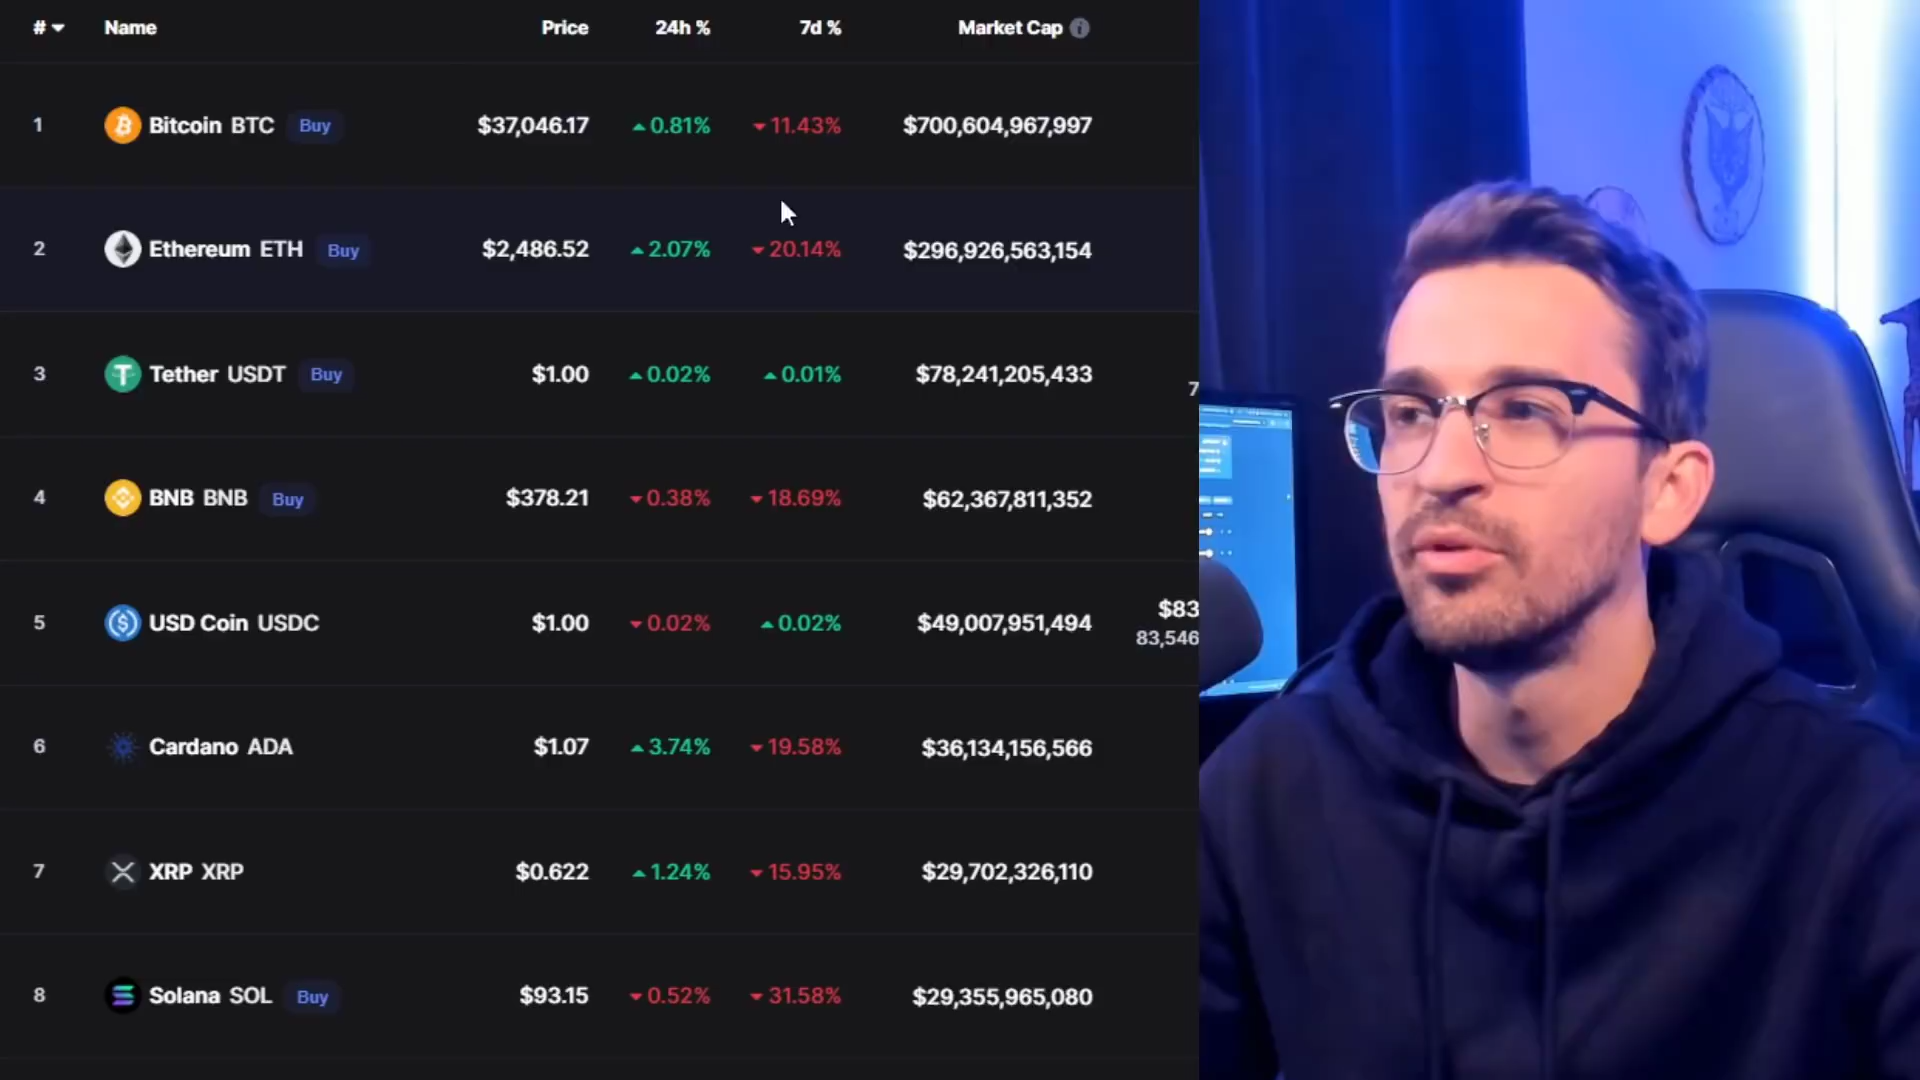 # Name Price 24h % 7d % Market Cap
1 Bitcoin BTC Buy $37,046.17 0.81% 11.43% $700,604,967,997
2 Ethereum ETH Buy $2,486.52 2.07% 20.14% $296,926,563,154
3 Tether USDT Buy $1.00 0.02% 0.01% $78,241,205,433
7
4 BNB BNB Buy $378.21 0.38% 18.69% $62,367,811,352
5 USD Coin USDC $1.00 0.02% 0.02% $49,007,951,494 $83
83,546
6 Cardano ADA $1.07 3.74% 19.58% $36,134,156,566
7 XRP XRP $0.622 1.24% 15.95% $29,702,326,110
8 Solana SOL Buy $93.15 0.52% 31.58% $29,355,965,080